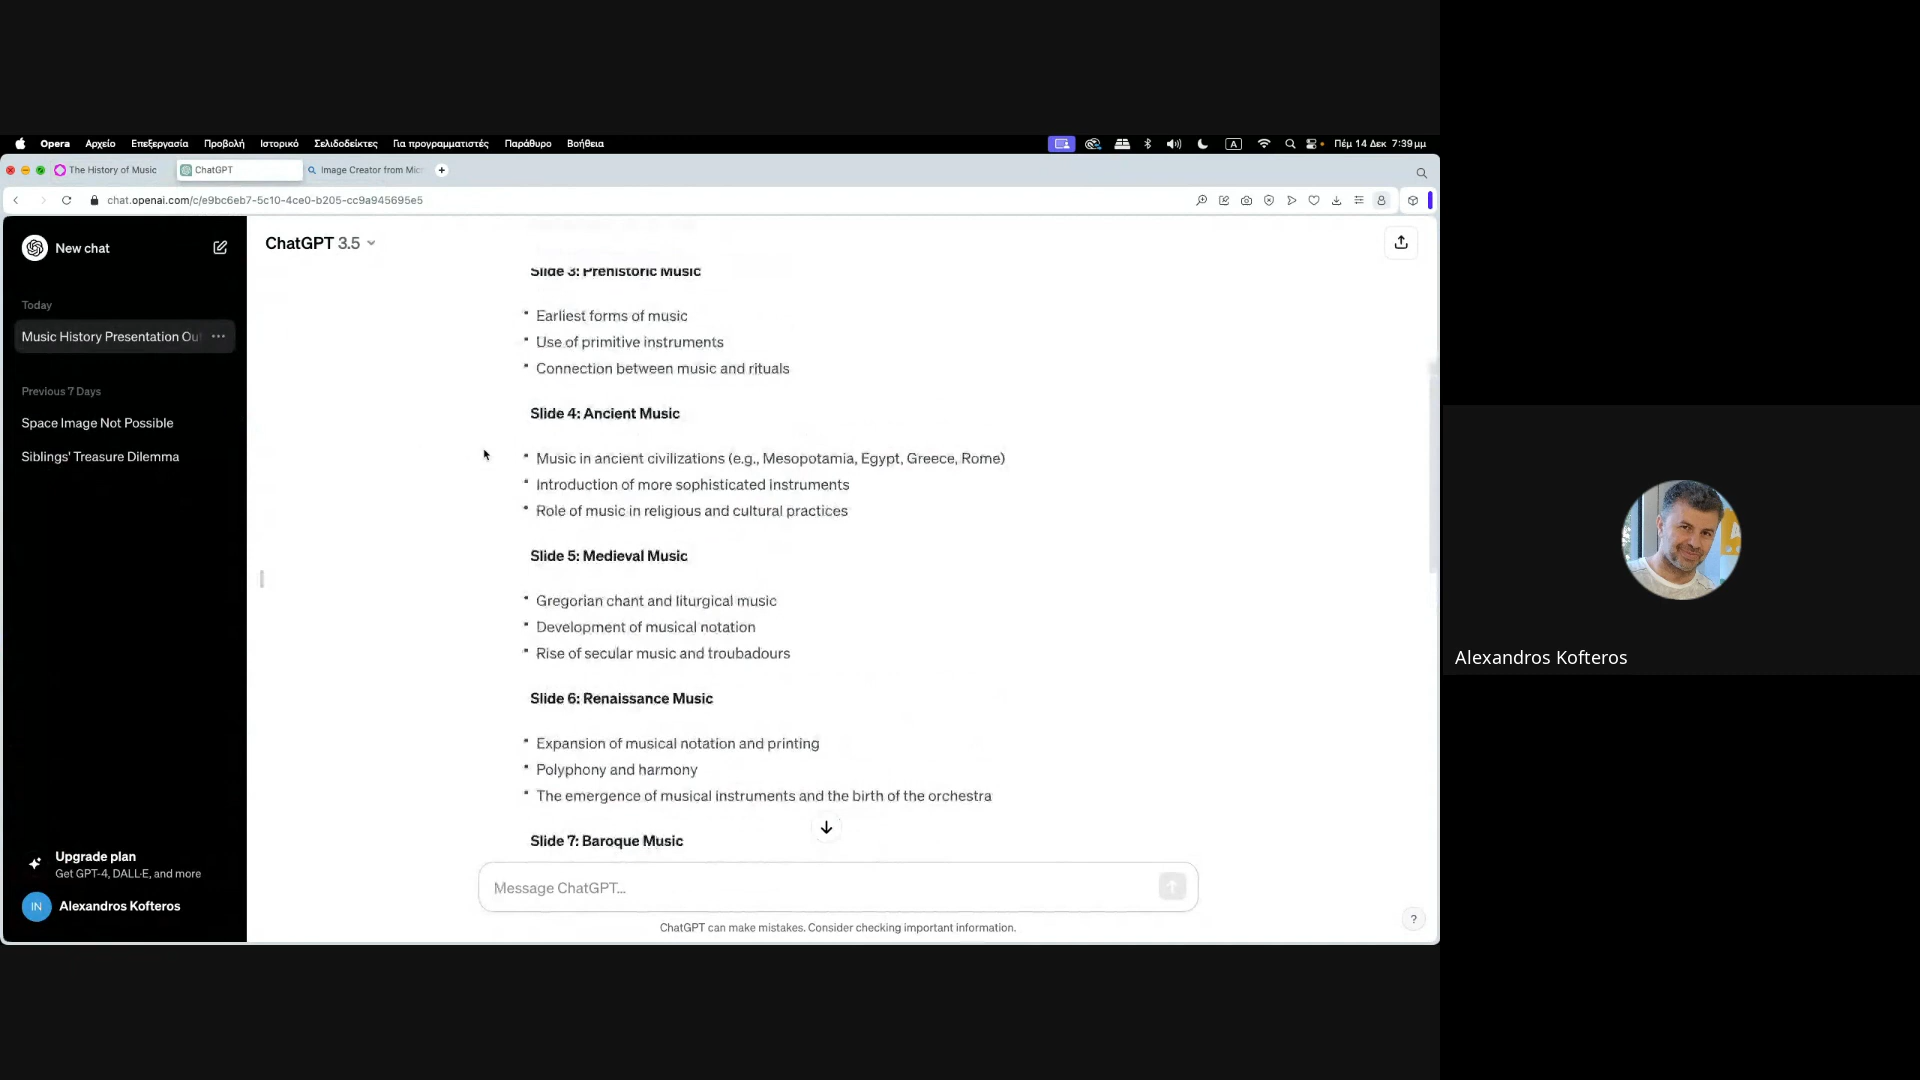 Opera Αρχείο Επεξεργασία Προβολή Ιστορικό Σελιδοδείκτες Για προγραμματιστές Παράθυρο Βοήθεια A Πέμ 14 Δεκ 7:39 μμ
The History of Music ChatGPT Image Creator from Mic
chat.openai.com/c/e9bc6eb7-5c10-4ce0-b205-cc9a945695e5
New chat
ChatGPT 3.5
Slide 3: Prehistoric Music
Today
Earliest forms of music
Music History Presentation Ou
Use of primitive instruments
Connection between music and rituals
Previous 7 Days
Slide 4: Ancient Music
Space Image Not Possible
Siblings' Treasure Dilemma
Music in ancient civilizations (e.g., Mesopotamia, Egypt, Greece, Rome)
Introduction of more sophisticated instruments
Role of music in religious and cultural practices
Slide 5: Medieval Music
Gregorian chant and liturgical music
Development of musical notation
Rise of secular music and troubadours
Slide 6: Renaissance Music
Expansion of musical notation and printing
Polyphony and harmony
The emergence of musical instruments and the birth of the orchestra
Slide 7: Baroque Music
Upgrade plan
Get GPT-4, DALL·E, and more
Message ChatGPT...
IN Alexandros Kofteros
ChatGPT can make mistakes. Consider checking important information.
?
Alexandros Kofteros